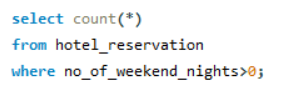 select count(*)
from hotel_reservation
where no_of_weekend_nights>0;